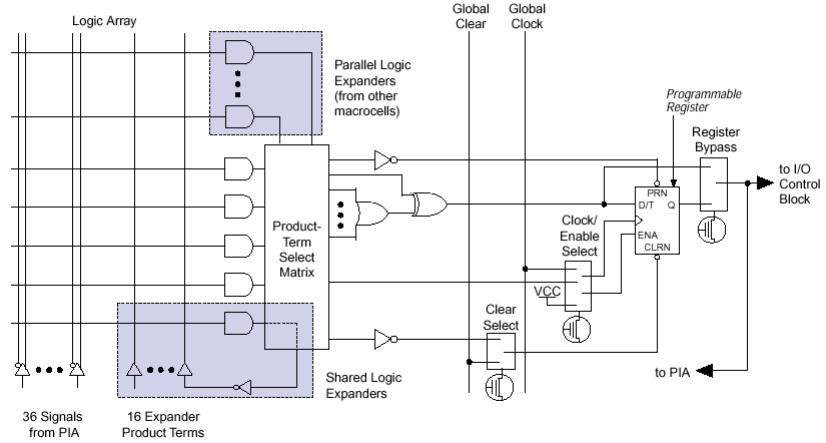 Logic Array
Global
Clear
Global
Clock
Parallel Logic
Expanders
(from other
macrocells)
Programmable
Register
Register
Bypass
to I/O
Control
Block
PRN
D/T Q
ENA
CLRN
Clock/
Enable
Select
Product-
Term
Select
Matrix
VCC
Clear
Select
Shared Logic
Expanders
to PIA
36 Signals
from PIA
16 Expander
Product Terms